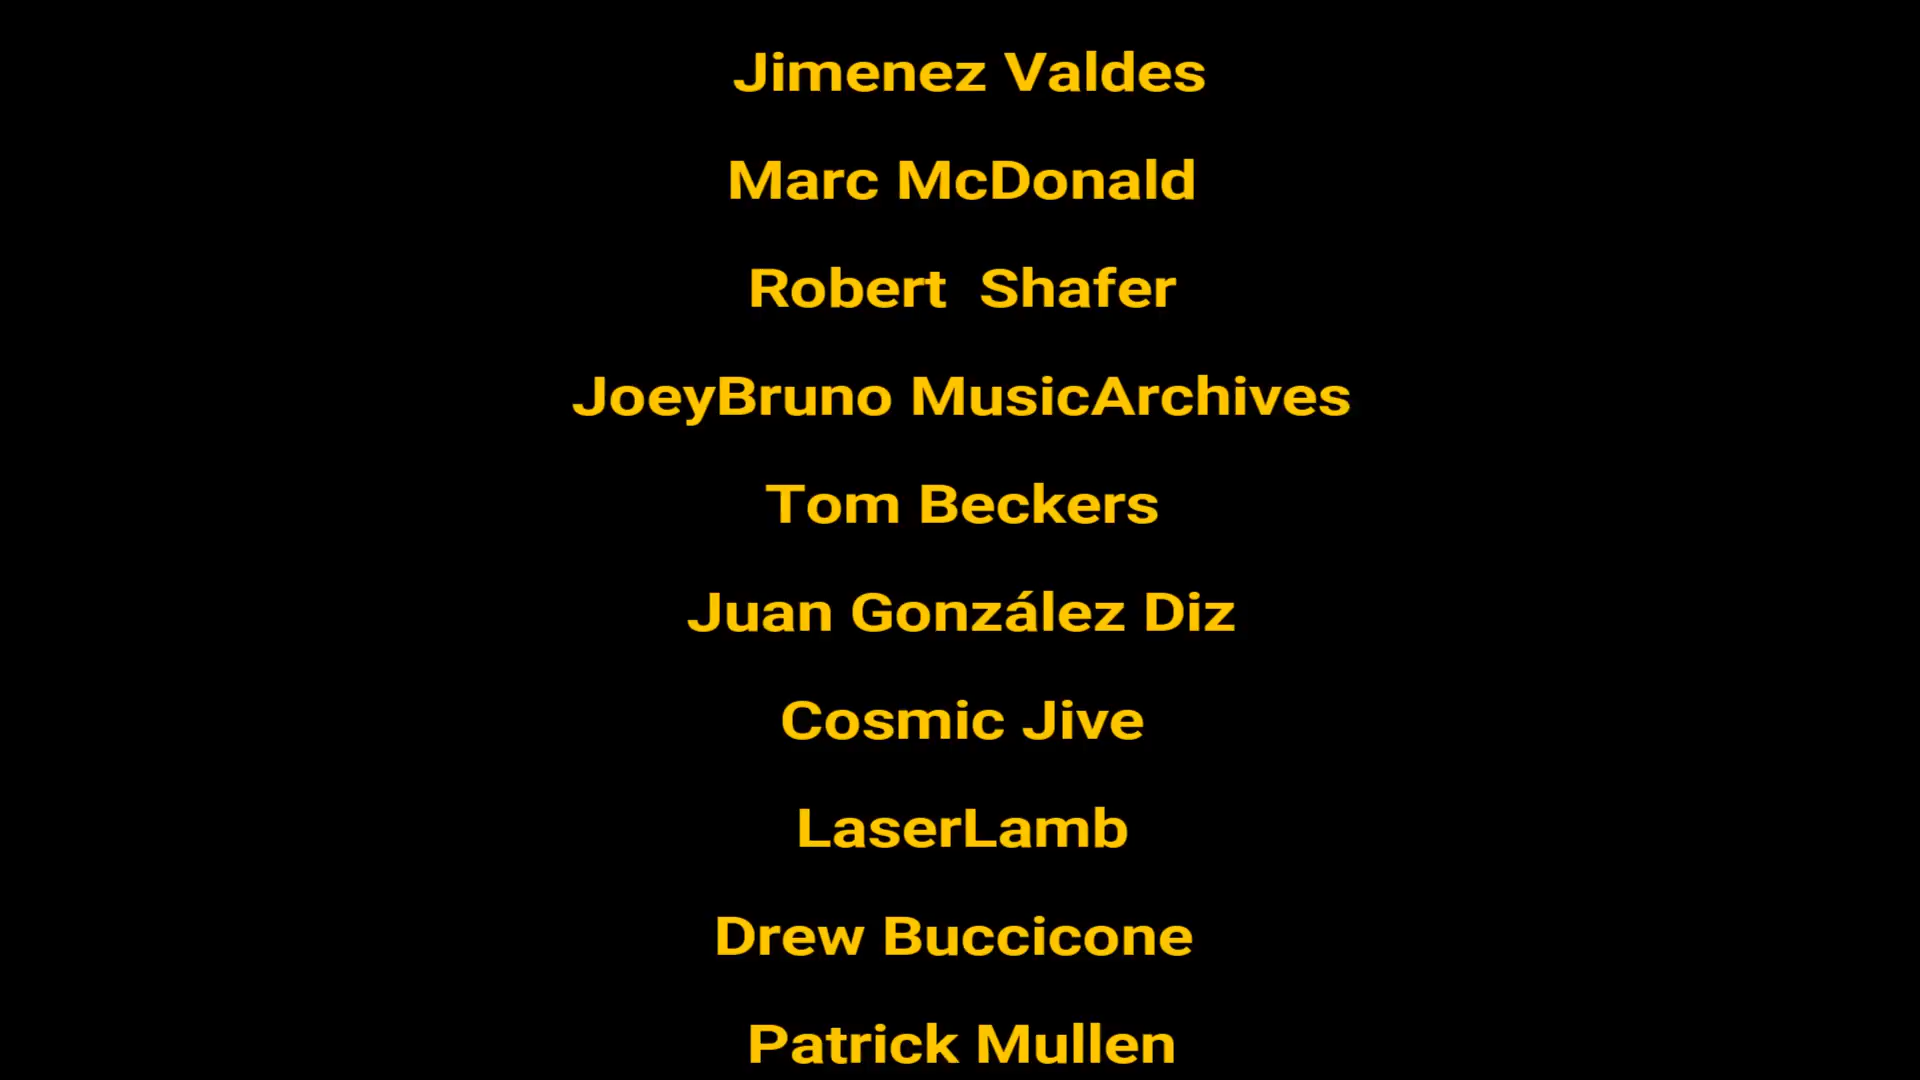 Jimenez Valdes
Marc McDonald
Robert  Shafer
JoeyBruno MusicArchives
Tom Beckers
Juan González Diz
Cosmic Jive
LaserLamb
Drew Buccicone
Patrick Mullen